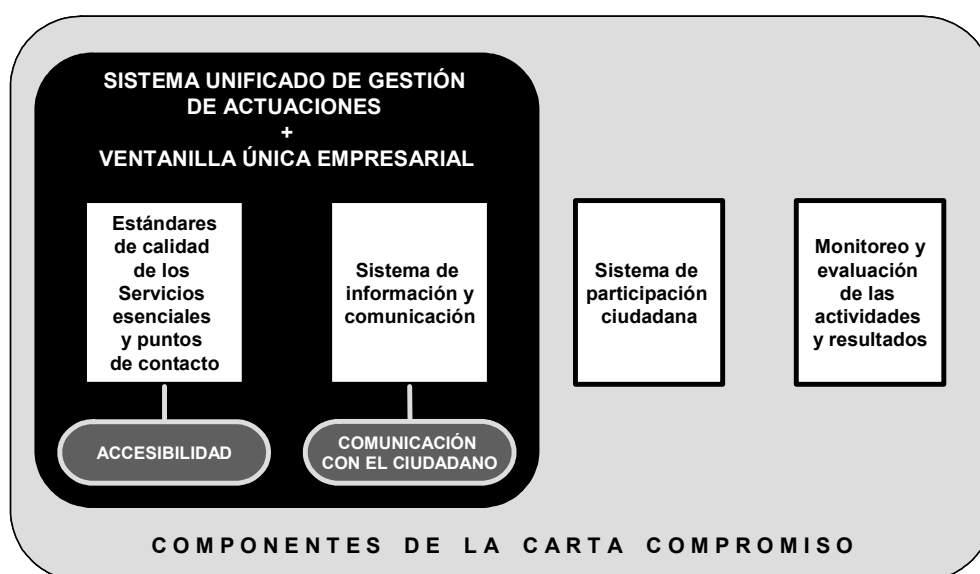 SISTEMA UNIFICADO DE GESTIÓN
DE ACTUACIONES
+
VENTANILLA ÚNICA EMPRESARIAL
Estándares
de calidad
de los
Servicios
esenciales
y puntos
de contacto
Sistema de
información y
comunicación
Sistema de
participación
ciudadana
Monitoreo y
evaluación
de las
actividades
y resultados
ACCESIBILIDAD
COMUNICACIÓN
CON EL CIUDADANO
COMPONENTES DE LA CARTA COMPROMISO